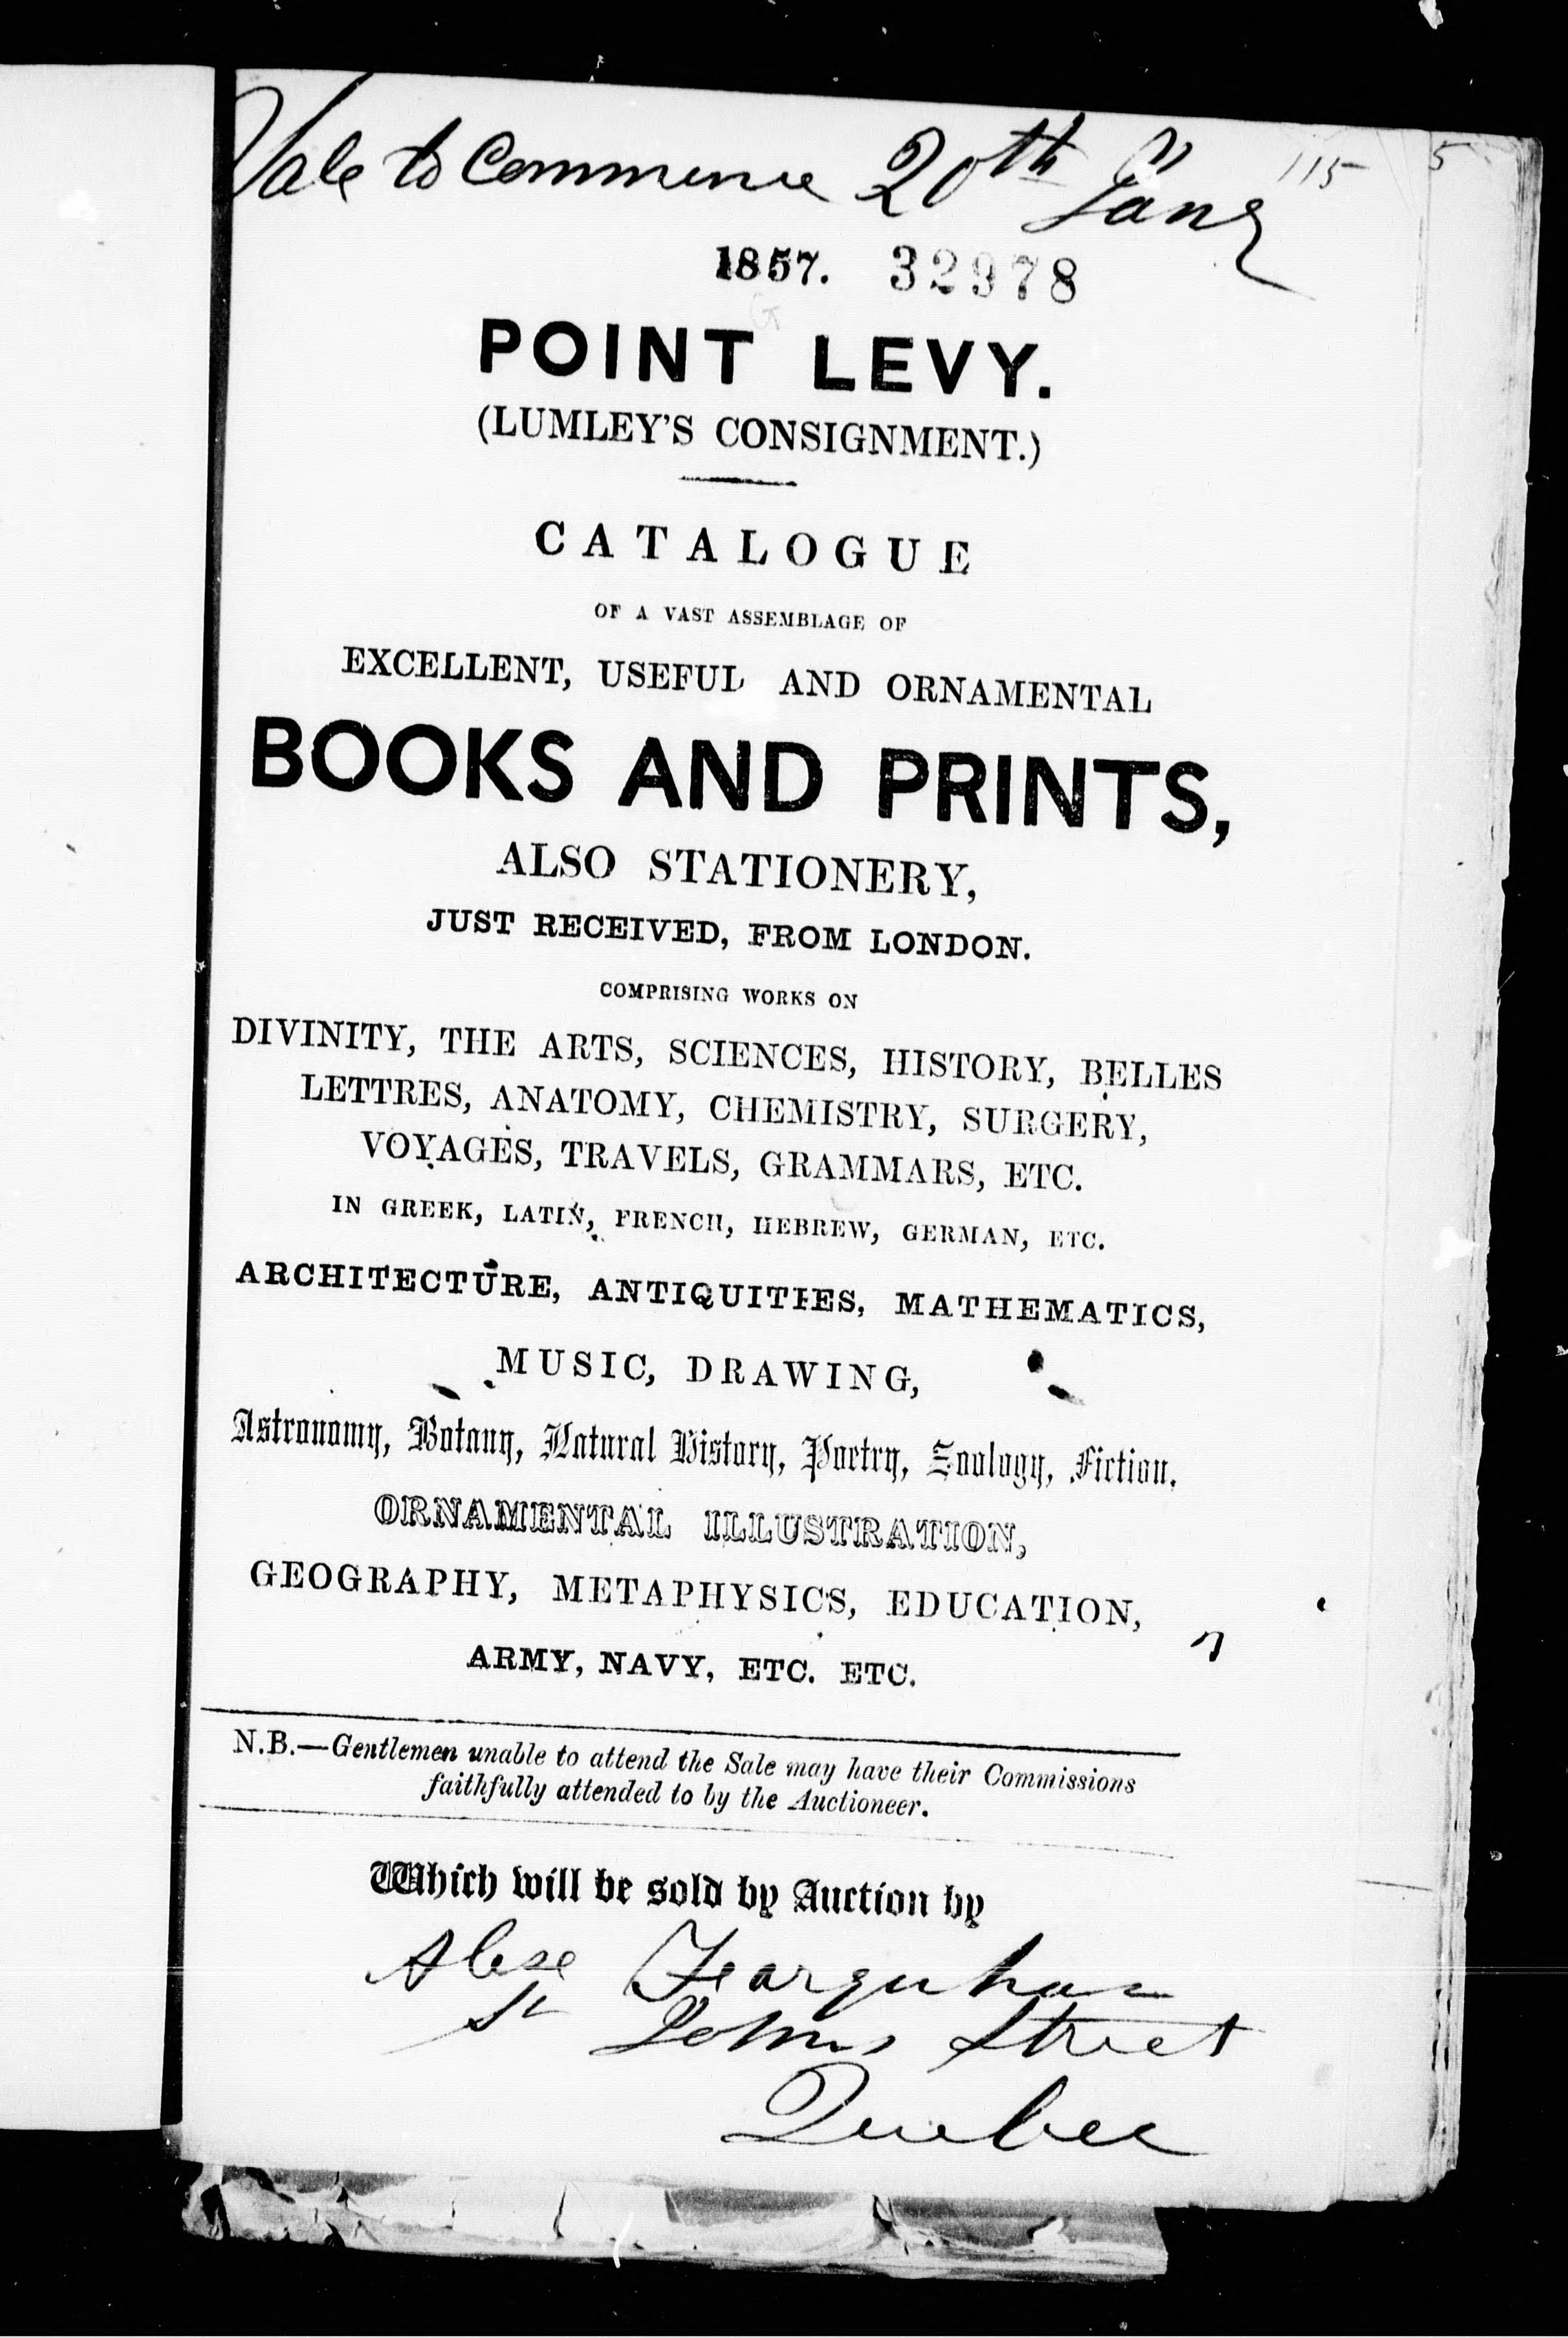 Sale to Commence 20th Jany
115 5
1857. 32978
POINT LEVY.
(LUMLEY'S CONSIGNMENT.)
CATALOGUE
OF A VAST ASSEMBLAGE OF
EXCELLENT, USEFUL AND ORNAMENTAL
BOOKS AND PRINTS,
ALSO STATIONERY,
JUST RECEIVED, FROM LONDON.
COMPRISING WORKS ON
DIVINITY, THE ARTS, SCIENCES, HISTORY, BELLES
LETTRES, ANATOMY, CHEMISTRY, SURGERY,
VOYAGES, TRAVELS, GRAMMARS, ETC.
IN GREEK, LATIN, FRENCH, HEBREW, GERMAN, ETC.
ARCHITECTURE, ANTIQUITIES, MATHEMATICS,
MUSIC, DRAWING,
Astronomy, Botany, Natural History, Poetry, Zoology, Fiction,
ORNAMENTAL ILLUSTRATION,
GEOGRAPHY, METAPHYSICS, EDUCATION,
ARMY, NAVY, ETC. ETC.
N.B.—Gentlemen unable to attend the Sale may have their Commissions
faithfully attended to by the Auctioneer.
Which will be sold by Auction by
Alexe Fearquhar
St Johns Street
Quebec